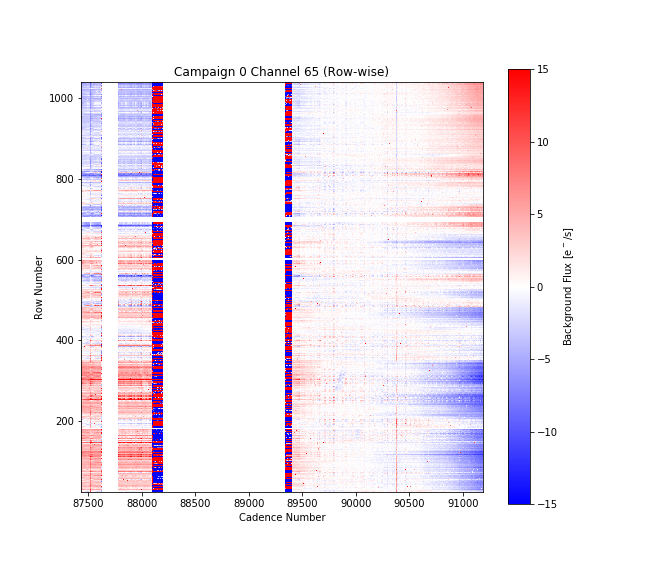 Campaign 0 Channel 65 (Row-wise)
1000
800
600
400
200
Row Number
87500 88000 88500 89000 89500 90000 90500 91000
Cadence Number
15
10
5
0
−5
−10
−15
Background Flux [e⁻/s]